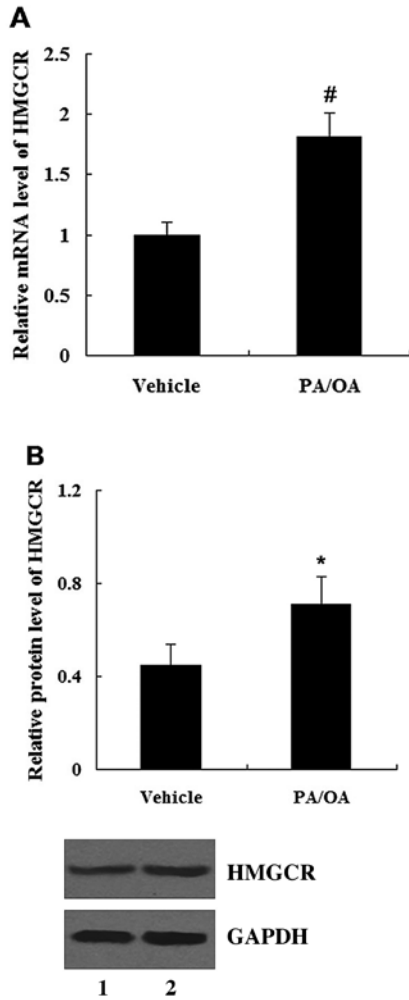 A
Relative mRNA level of HMGCR
2.5
2
1.5
1
0.5
0
#
Vehicle PA/OA
B
Relative protein level of HMGCR
1.2
0.8
0.4
0
*
Vehicle PA/OA
HMGCR
GAPDH
1 2